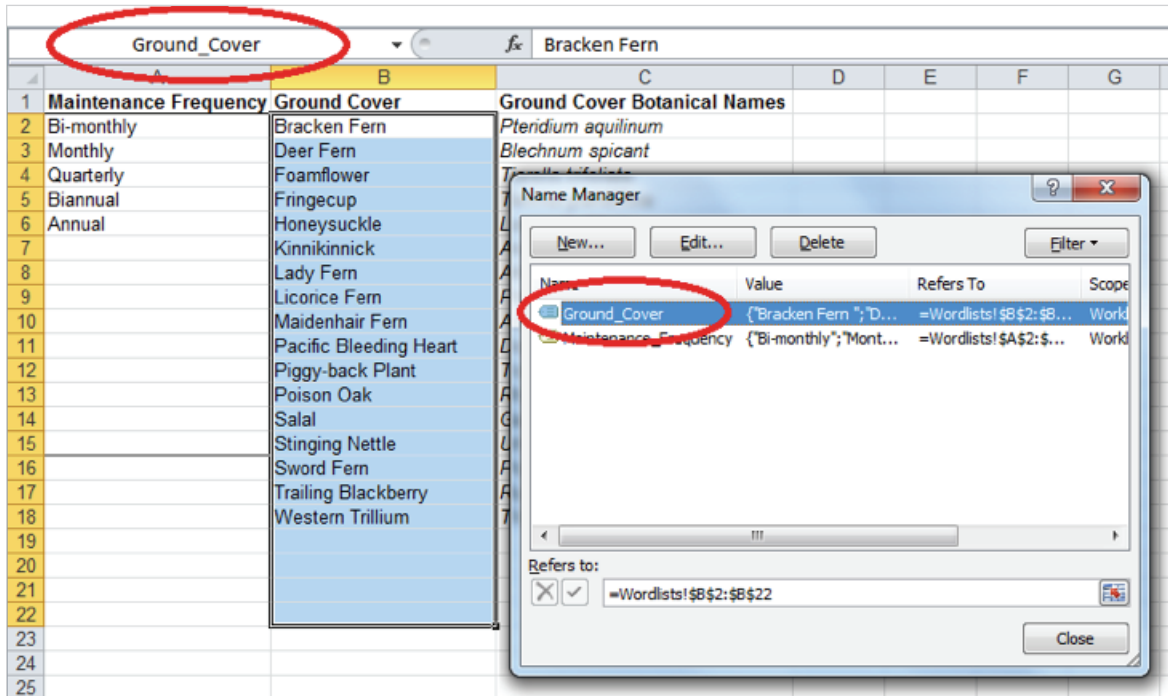 Ground_Cover fx Bracken Fern
A B C D E F G
1 Maintenance Frequency Ground Cover Ground Cover Botanical Names
2 Bi-monthly Bracken Fern Pteridium aquilinum
3 Monthly Deer Fern Blechnum spicant
4 Quarterly Foamflower
5 Biannual Fringecup
6 Annual Honeysuckle
7 Kinnikinnick
8 Lady Fern
9 Licorice Fern
10 Maidenhair Fern
11 Pacific Bleeding Heart
12 Piggy-back Plant
13 Poison Oak
14 Salal
15 Stinging Nettle
16 Sword Fern
17 Trailing Blackberry
18 Western Trillium
19
20
21
22
23
24
25
Name Manager
New... Edit... Delete Filter
Name Value Refers To Scope
Ground_Cover {"Bracken Fern ";"D... =Wordlists!$B$2:$B... Workl
Maintenance_Frequency {"Bi-monthly";"Mont... =Wordlists!$A$2:$... Workl
Refers to:
=Wordlists!$B$2:$B$22
Close